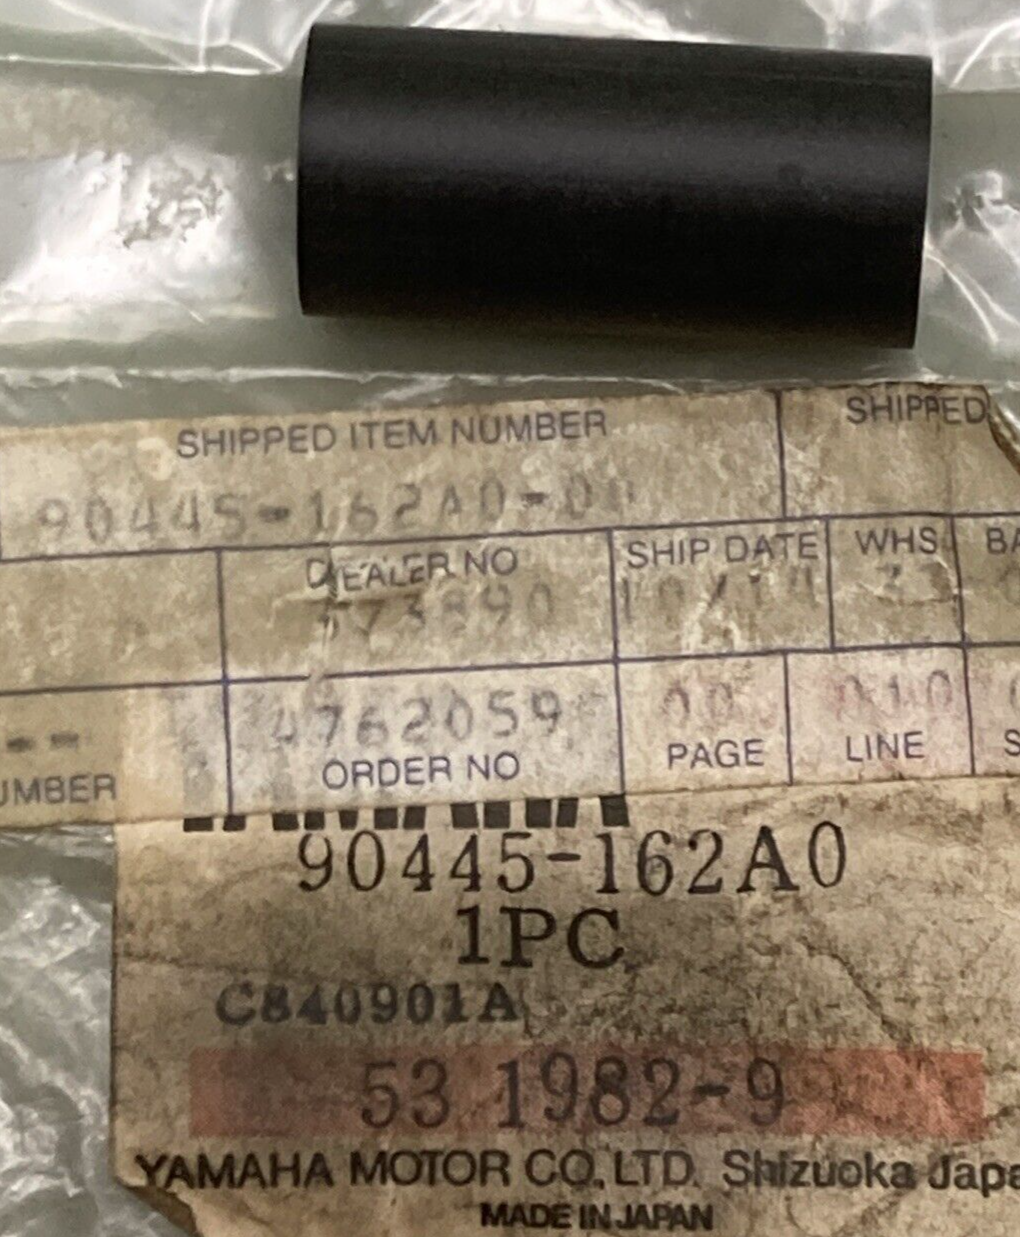 SHIPPED ITEM NUMBER SHIPPED
90445-162A0-0
DEALER NO SHIP DATE WHS
4762059
UMBER ORDER NO PAGE LINE
90445-162A0
1PC
C840901A
53 1982-9
YAMAHA MOTOR CO., LTD. Shizuoka Japa
MADE IN JAPAN